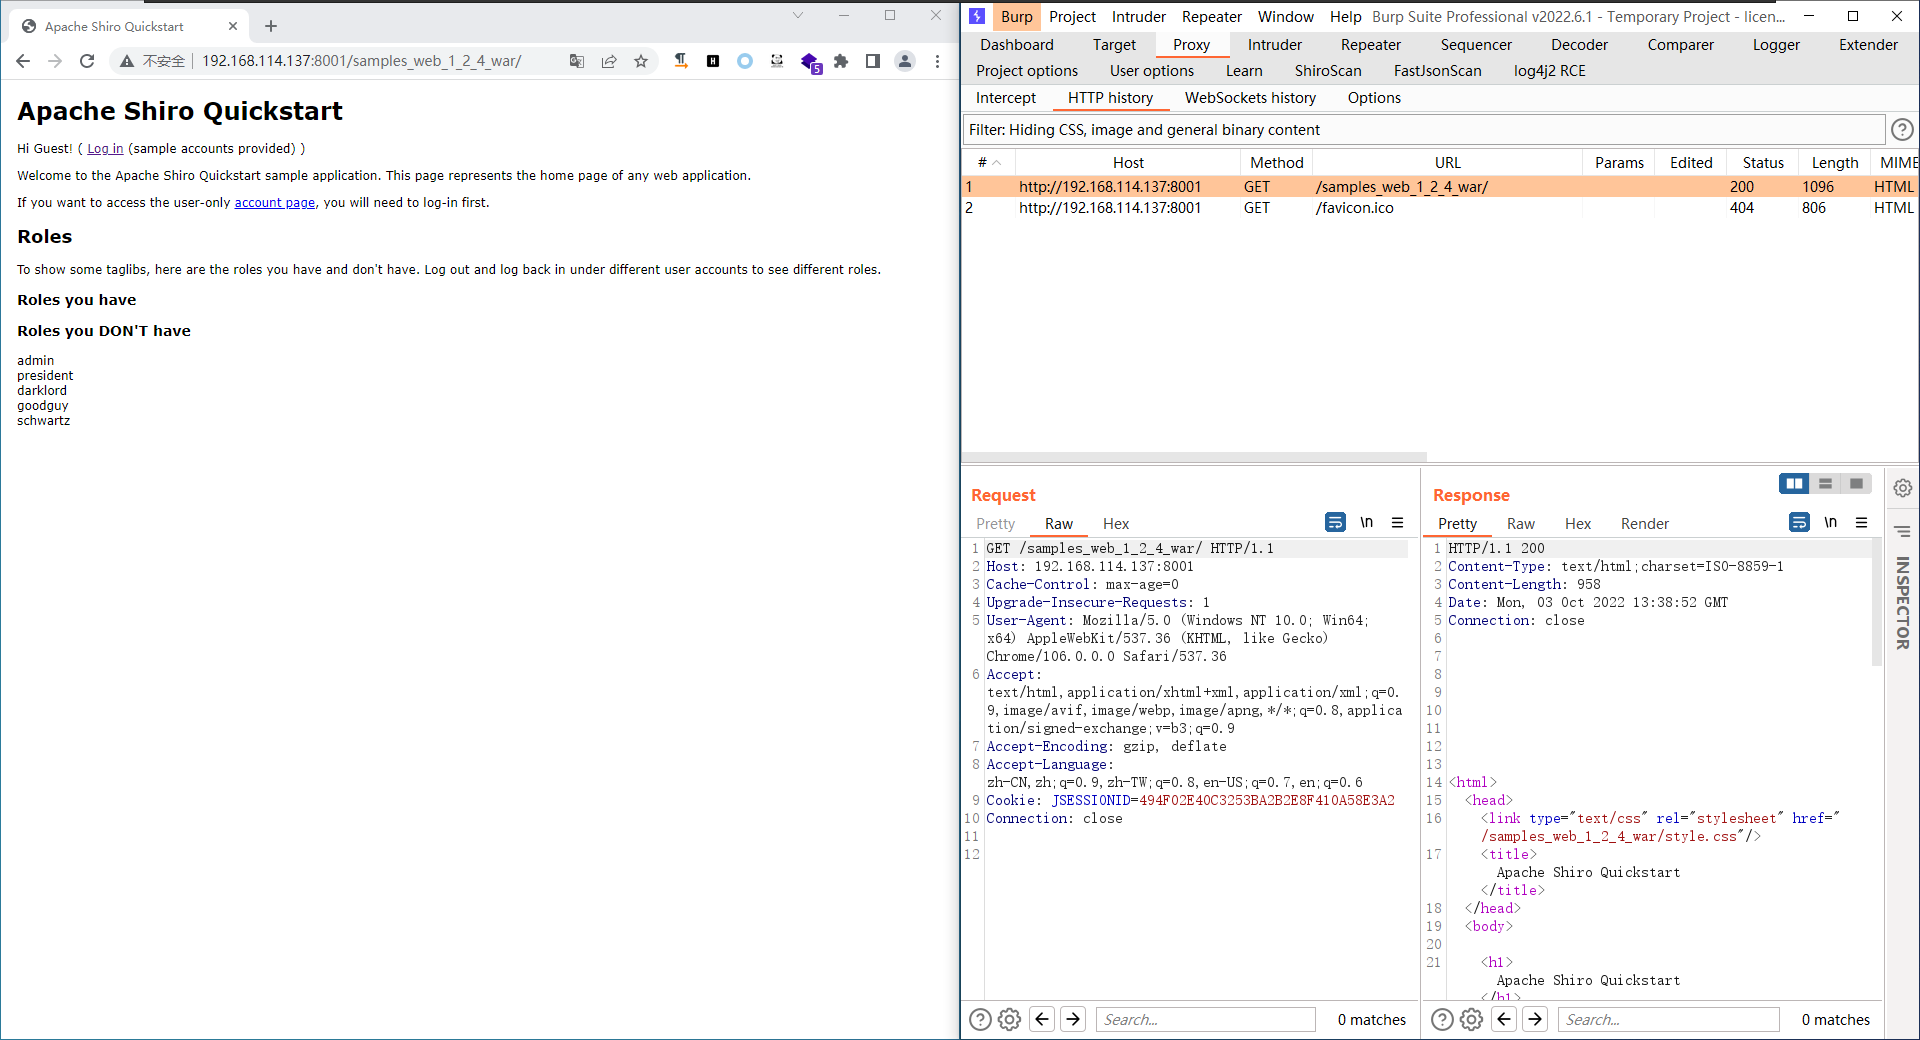 Apache Shiro Quickstart
不安全 192.168.114.137:8001/samples_web_1_2_4_war/
5
Apache Shiro Quickstart
Hi Guest! ( Log in (sample accounts provided) )
Welcome to the Apache Shiro Quickstart sample application. This page represents the home page of any web application.
If you want to access the user-only account page, you will need to log-in first.
Roles
To show some taglibs, here are the roles you have and don't have. Log out and log back in under different user accounts to see different roles.
Roles you have
Roles you DON'T have
admin
president
darklord
goodguy
schwartz
Burp Project Intruder Repeater Window Help Burp Suite Professional v2022.6.1 - Temporary Project - licen...
Dashboard Target Proxy Intruder Repeater Sequencer Decoder Comparer Logger Extender
Project options User options Learn ShiroScan FastJsonScan log4j2 RCE
Intercept HTTP history WebSockets history Options
Filter: Hiding CSS, image and general binary content
# Host Method URL Params Edited Status Length MIME
1 http://192.168.114.137:8001 GET /samples_web_1_2_4_war/ 200 1096 HTML
2 http://192.168.114.137:8001 GET /favicon.ico 404 806 HTML
Request
Pretty Raw Hex \n
1 GET /samples_web_1_2_4_war/ HTTP/1.1
2 Host: 192.168.114.137:8001
3 Cache-Control: max-age=0
4 Upgrade-Insecure-Requests: 1
5 User-Agent: Mozilla/5.0 (Windows NT 10.0; Win64;
x64) AppleWebKit/537.36 (KHTML, like Gecko)
Chrome/106.0.0.0 Safari/537.36
6 Accept:
text/html,application/xhtml+xml,application/xml;q=0.
9,image/avif,image/webp,image/apng,*/*;q=0.8,applica
tion/signed-exchange;v=b3;q=0.9
7 Accept-Encoding: gzip, deflate
8 Accept-Language:
zh-CN,zh;q=0.9,zh-TW;q=0.8,en-US;q=0.7,en;q=0.6
9 Cookie: JSESSIONID=494F02E40C3253BA2B2E8F410A58E3A2
10 Connection: close
11
12
Search... 0 matches
Response
Pretty Raw Hex Render \n
1 HTTP/1.1 200
2 Content-Type: text/html;charset=ISO-8859-1
3 Content-Length: 958
4 Date: Mon, 03 Oct 2022 13:38:52 GMT
5 Connection: close
6
7
8
9
10
11
12
13
14 <html>
15 <head>
16 <link type="text/css" rel="stylesheet" href="
/samples_web_1_2_4_war/style.css"/>
17 <title>
Apache Shiro Quickstart
</title>
18 </head>
19 <body>
20
21 <h1>
Apache Shiro Quickstart
</h1>
Search... 0 matches
INSPECTOR